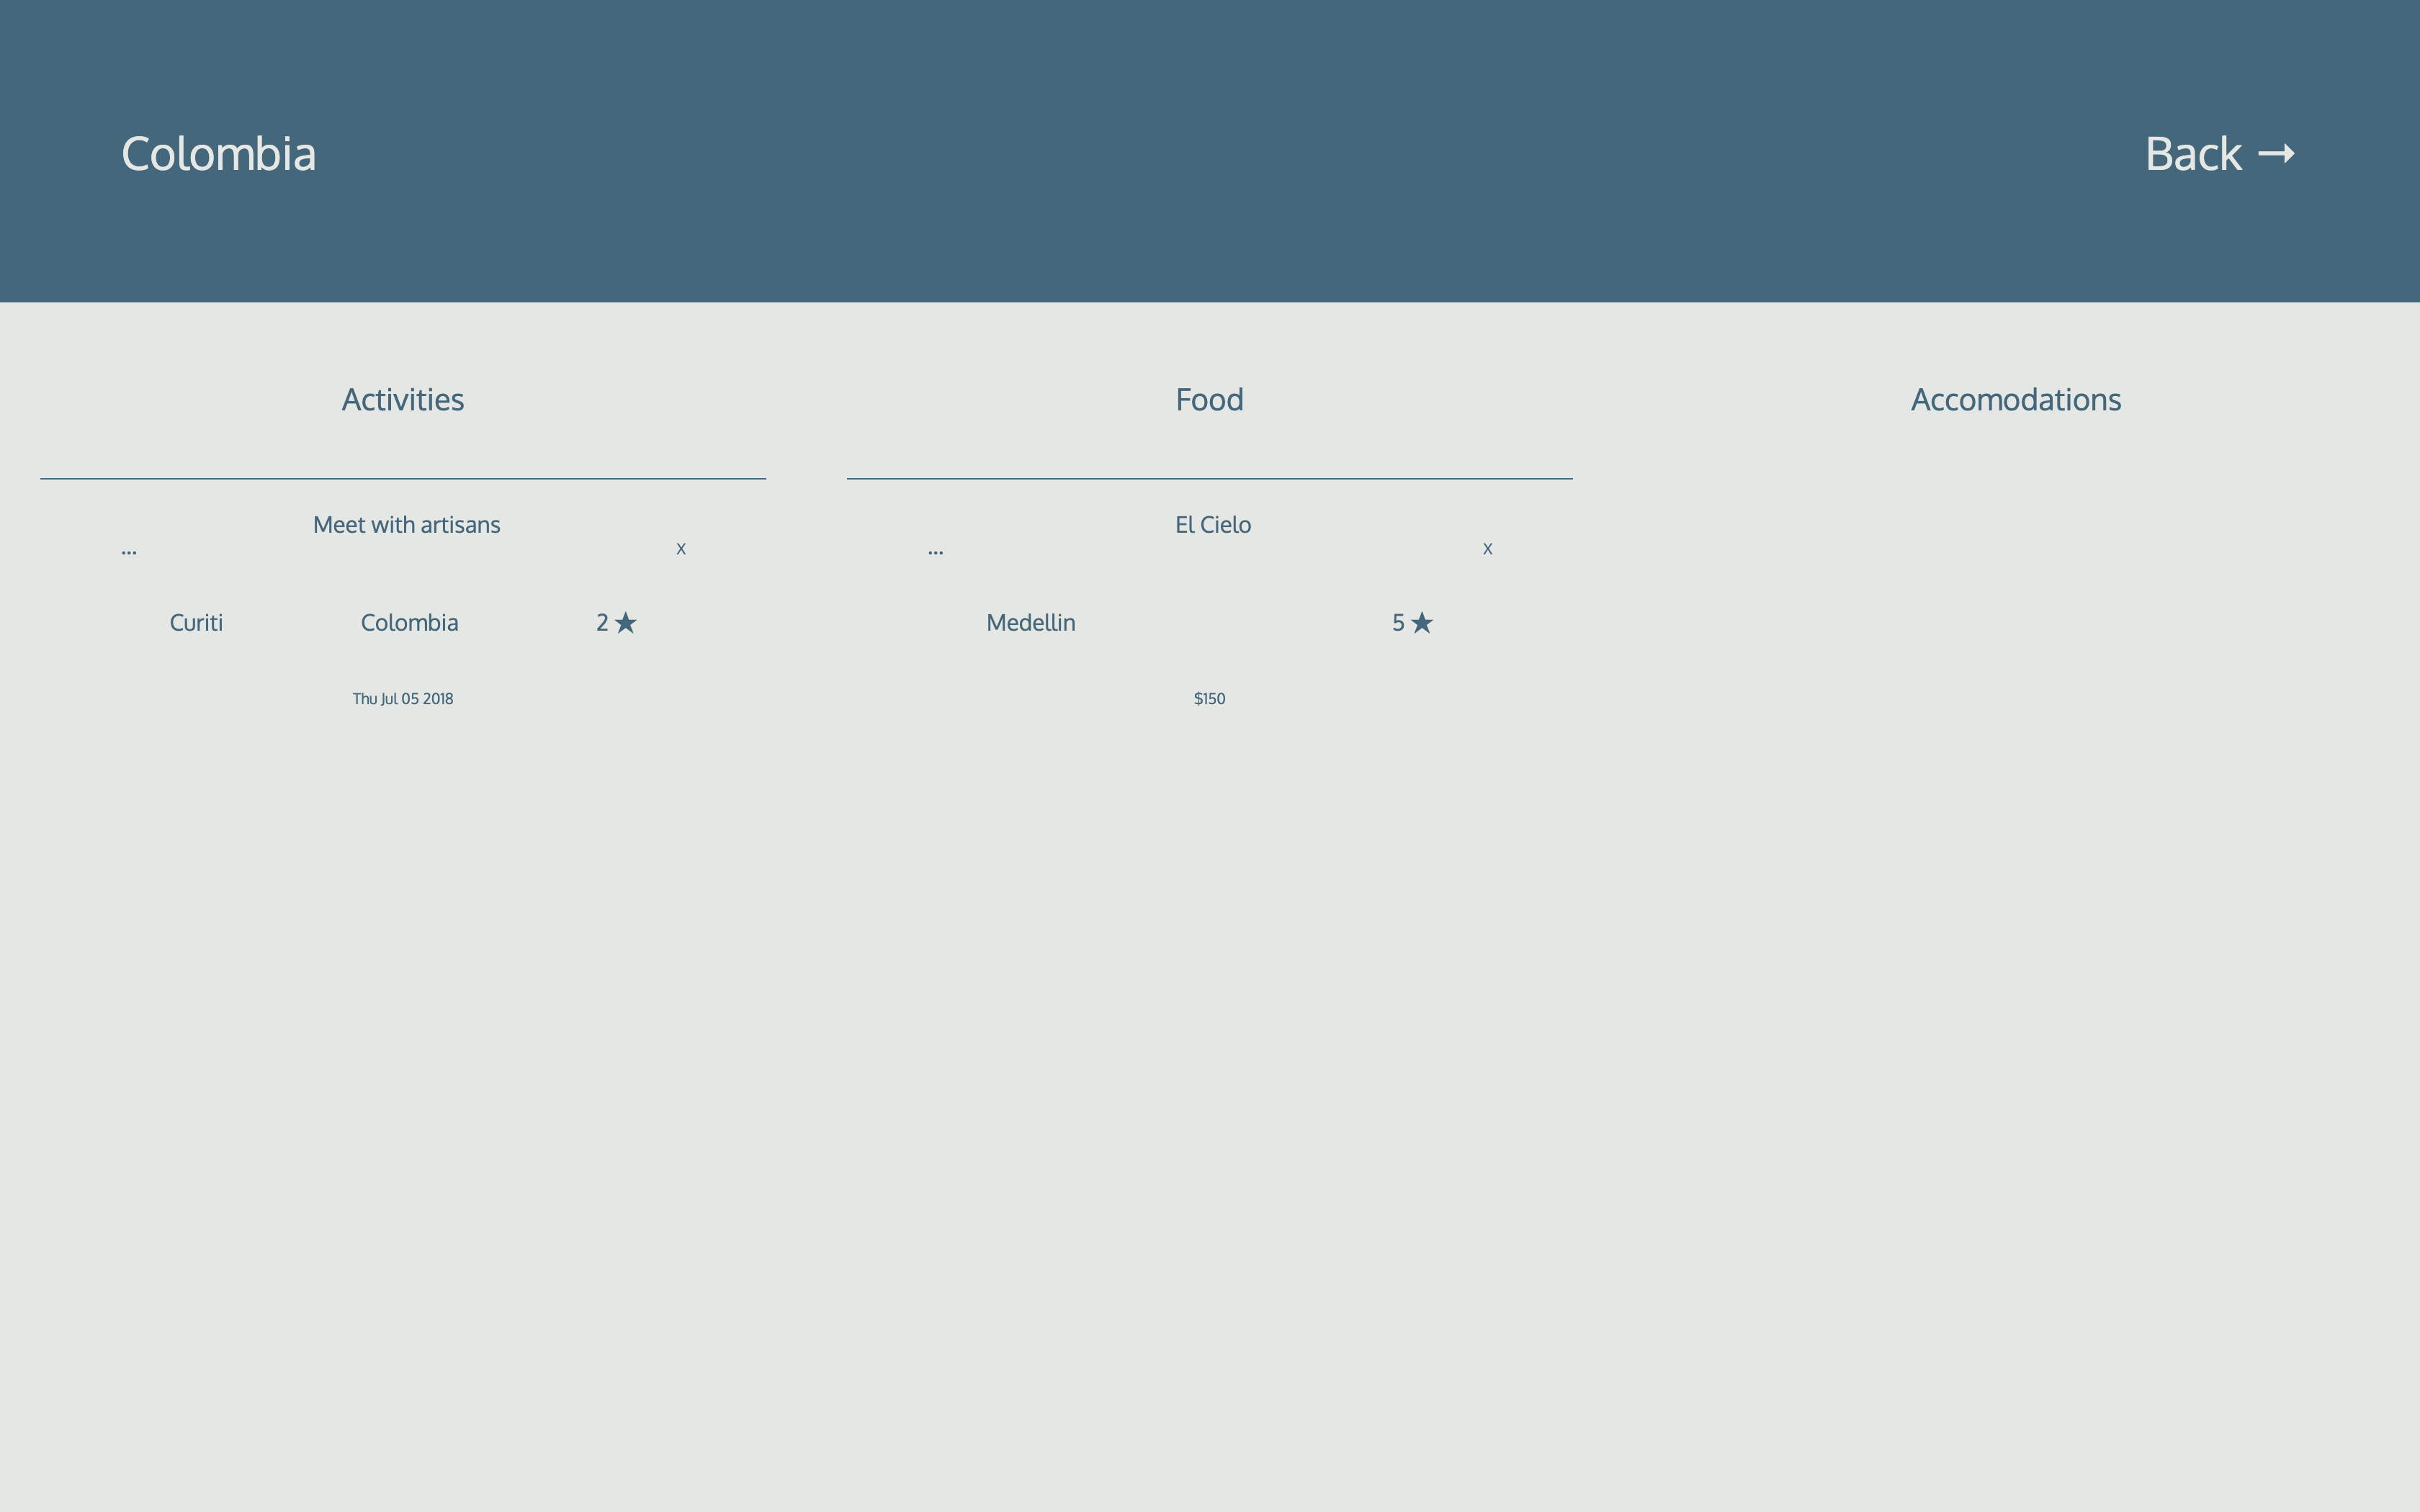 Colombia
Back →
Activities
Food
Accomodations
Meet with artisans
... x
Curiti Colombia 2 ★
Thu Jul 05 2018
El Cielo
... x
Medellin 5 ★
$150